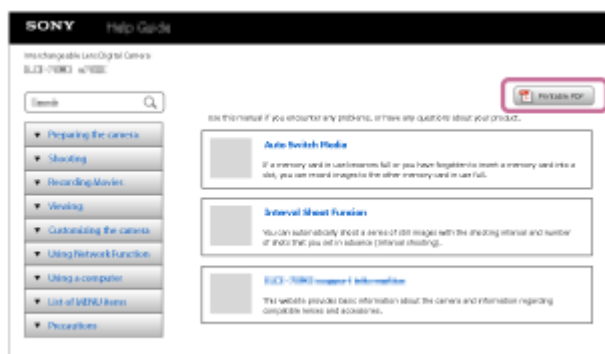 SONY Help Guide
Interchangeable Lens Digital Camera
Search
Printable PDF
Use this manual if you encounter any problems, or have any questions about your product.
▼ Preparing the camera
▼ Shooting
▼ Recording Movies
▼ Viewing
▼ Customizing the camera
▼ Using Network Function
▼ Using a computer
▼ List of MENU items
▼ Precautions
Auto Switch Media
If a memory card in use becomes full or you have forgotten to insert a memory card into a
slot, you can record images to the other memory card in use full.
Interval Shoot Funsion
You can automatically shoot a series of still images with the shooting interval and number
of shots that you set in advance (Interval shooting).
support information
This website provides basic information about the camera and information regarding
compatible lenses and accessories.